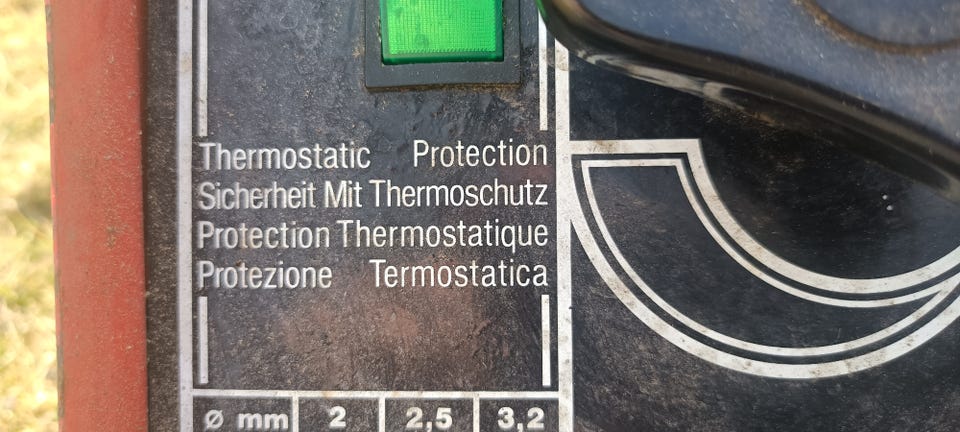 Thermostatic Protection
Sicherheit Mit Thermoschutz
Protection Thermostatique
Protezione Termostatica
ø mm 2 2,5 3,2